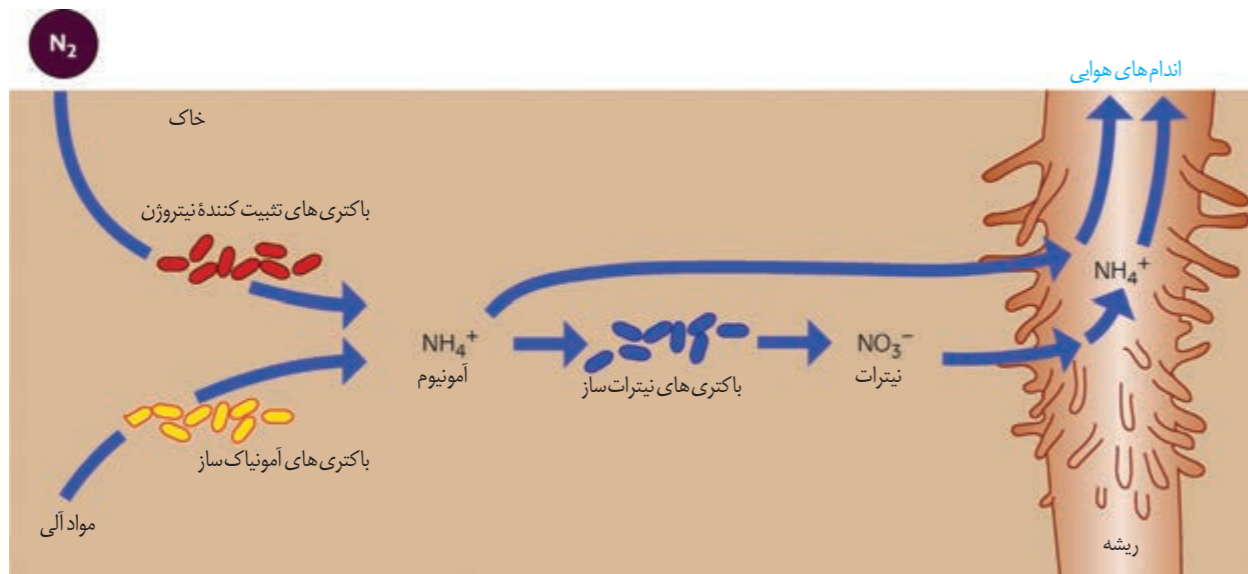 N₂
اندام‌های هوایی
خاک
باکتری‌های تثبیت کنندهٔ نیتروژن
NH₄⁺
NH₄⁺
آمونیوم
NO₃⁻
نیترات
باکتری‌های نیترات‌ساز
باکتری‌های آمونیاک‌ساز
مواد آلی
ریشه